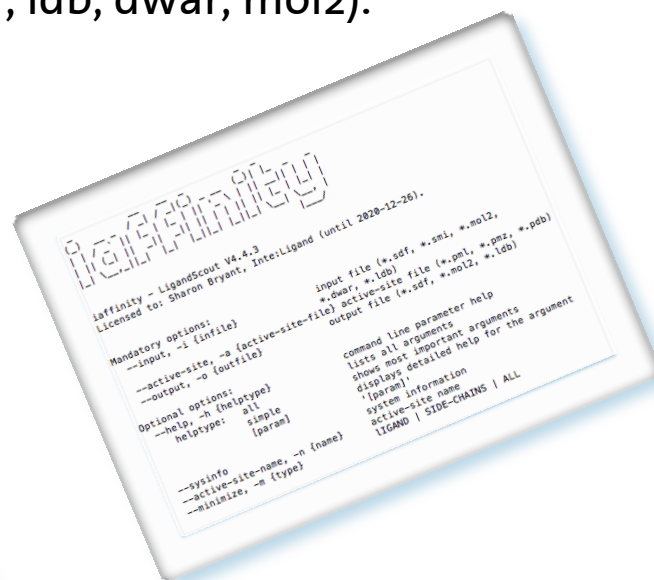 , ldb, dwar, mol2).
iaffinity
iaffinity – LigandScout V4.4.3
Licensed to: Sharon Bryant, Inte:Ligand (until 2020-12-26).
Mandatory options:
--input, -i {infile} input file (*.sdf, *.smi, *.mol2,
*.dwar, *.ldb)
--active-site, -a {active-site-file} active-site file (*.pml, *.pmz, *.pdb)
--output, -o {outfile} output file (*.sdf, *.mol2, *.ldb)
Optional options:
--help, -h {helptype} command line parameter help
helptype: all lists all arguments
simple shows most important arguments
[param] displays detailed help for the argument
'[param]'
--sysinfo system information
--active-site-name, -n {name} active-site name
--minimize, -m {type} lIGAND | SIDE-CHAINS | ALL